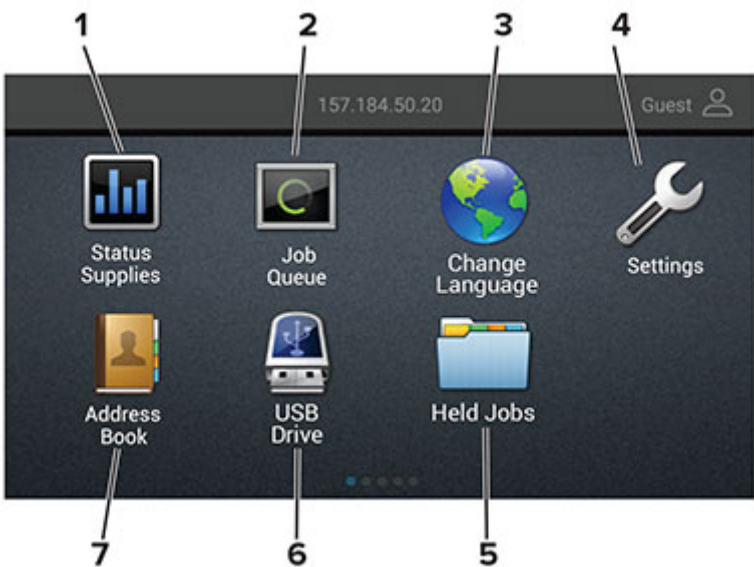 1 2 3 4
157.184.50.20 Guest
Status
Supplies
Job
Queue
Change
Language
Settings
Address
Book
USB
Drive
Held Jobs
7 6 5